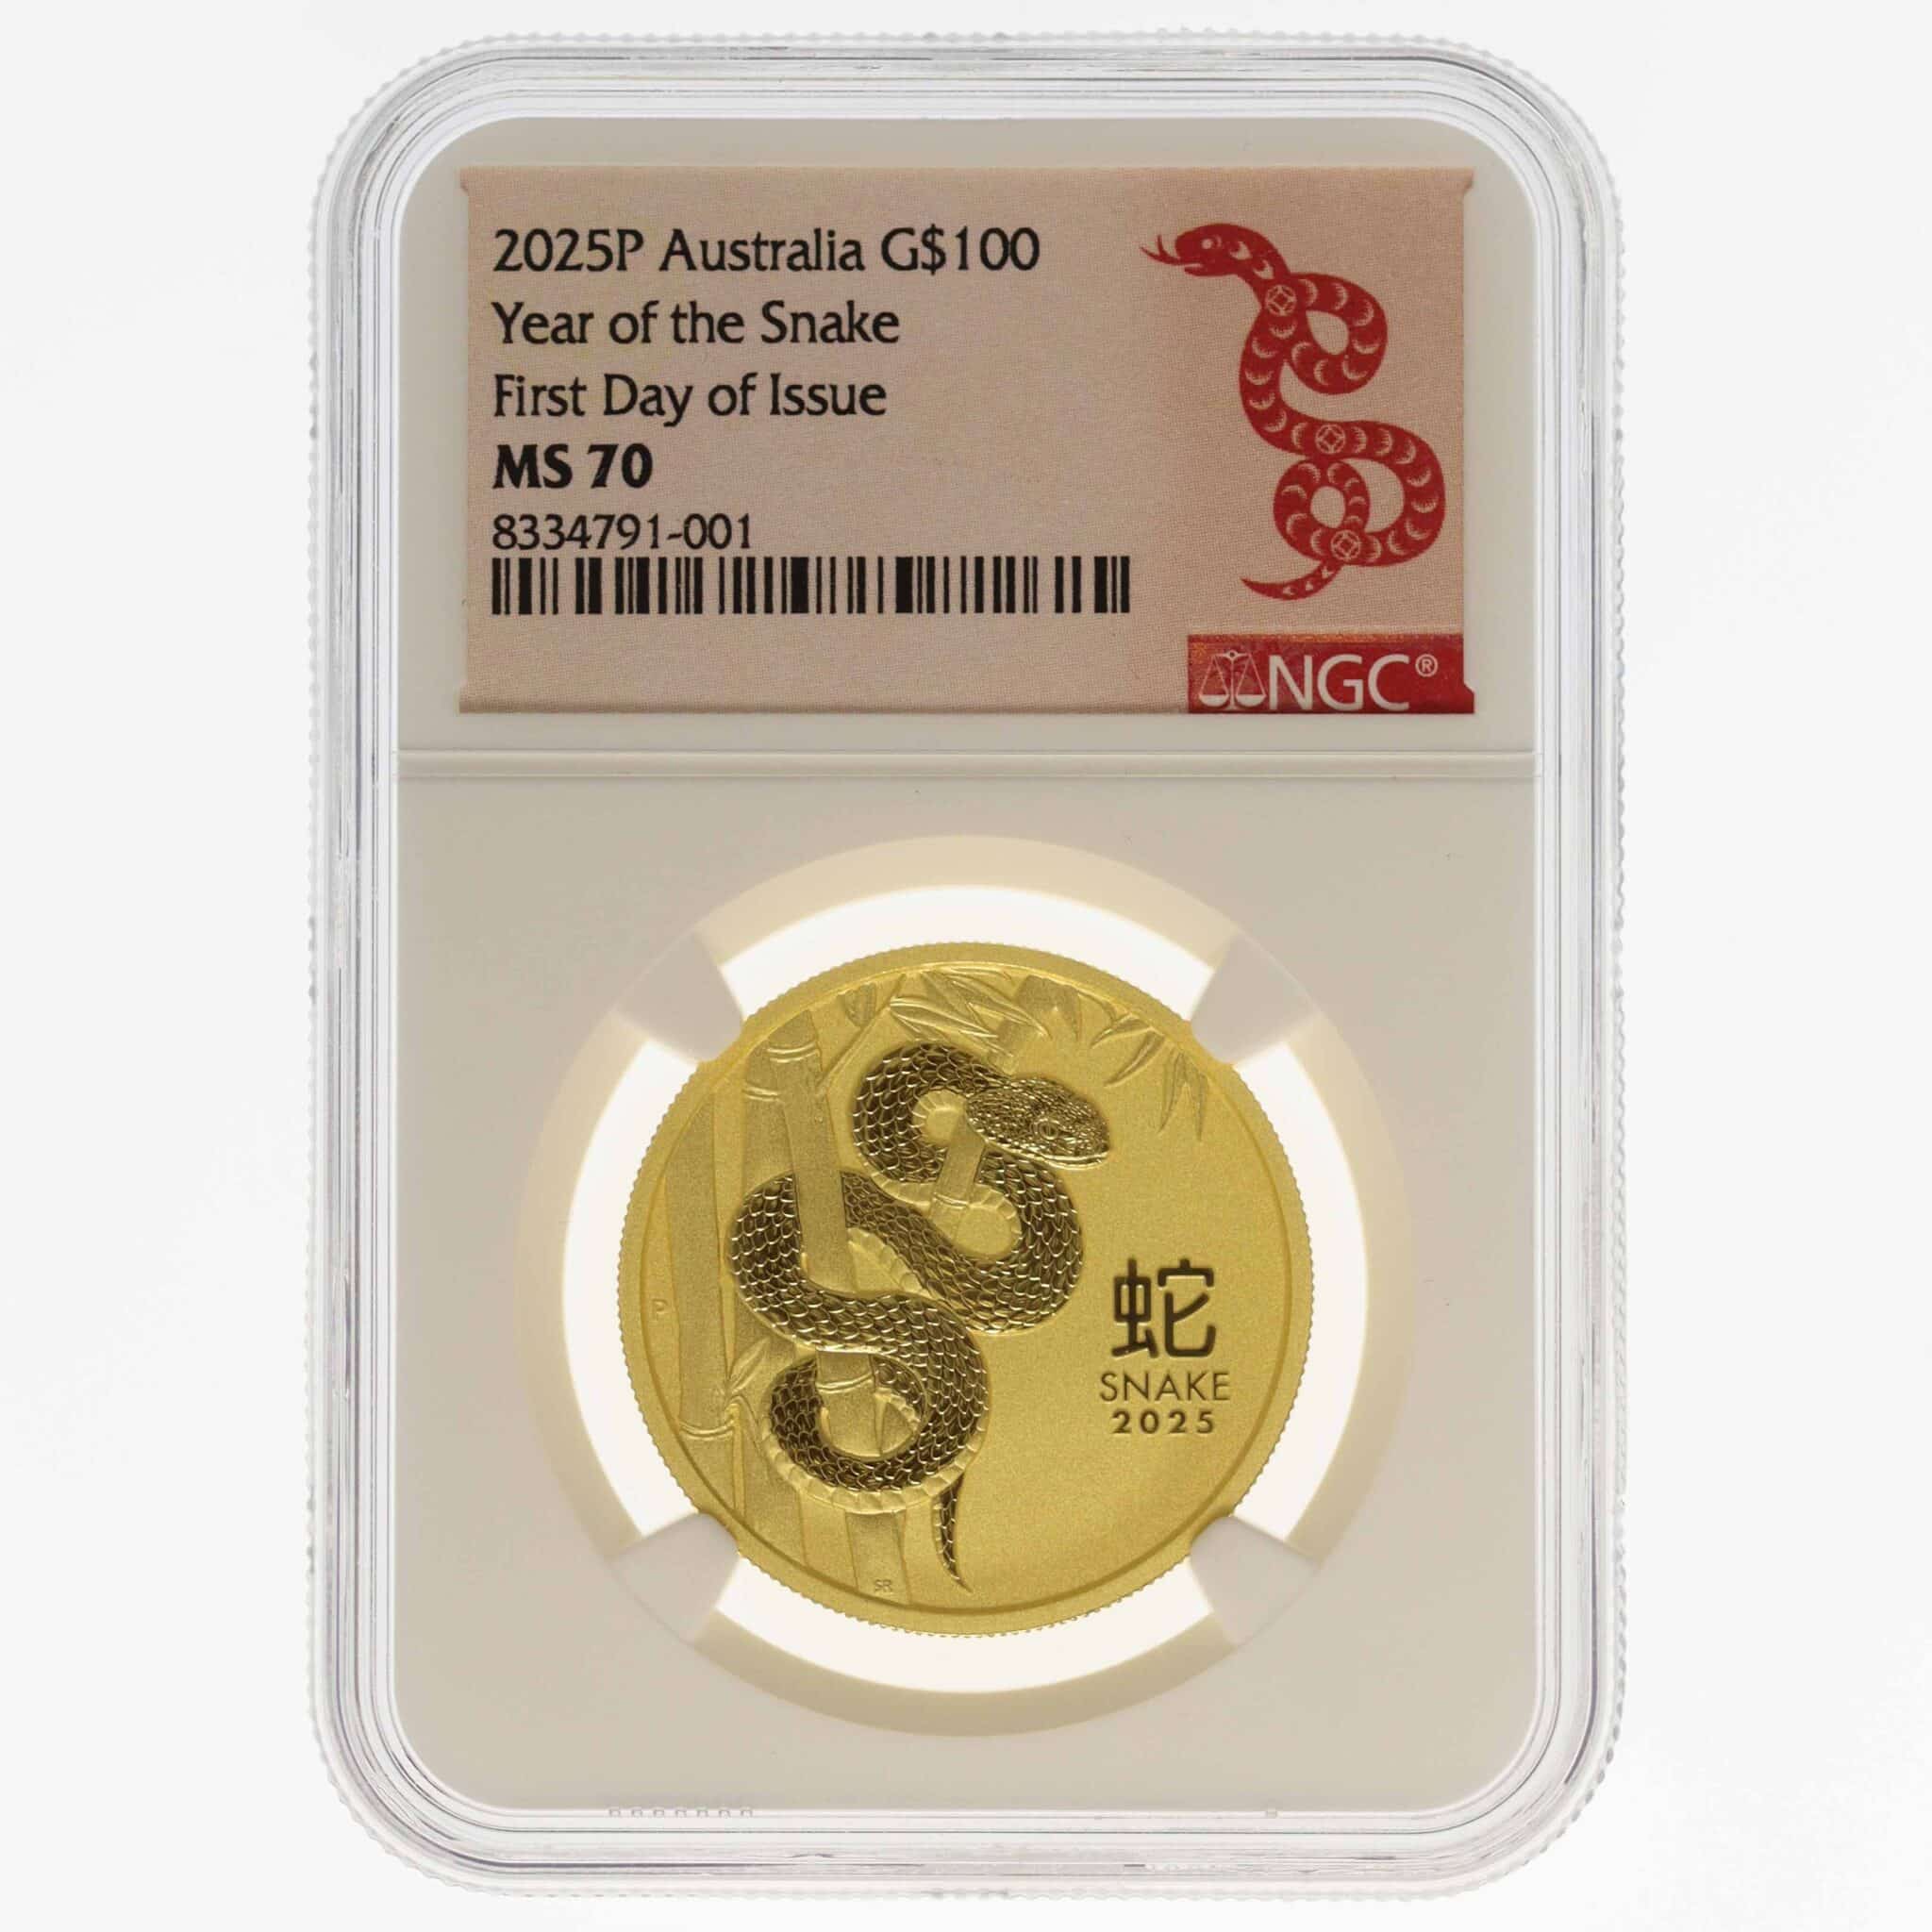 2025P Australia G$100
Year of the Snake
First Day of Issue
MS 70
8334791-001
NGC®
P
蛇
SNAKE
2025
SR